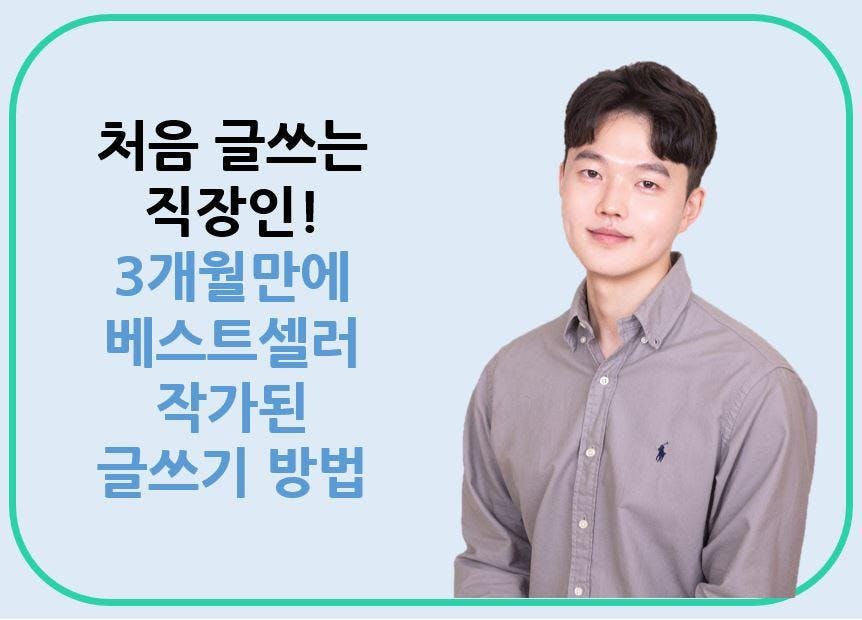 처음 글쓰는
직장인!
3개월만에
베스트셀러
작가된
글쓰기 방법